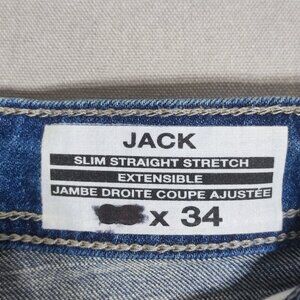 JACK
SLIM STRAIGHT STRETCH
EXTENSIBLE
JAMBE DROITE COUPE AJUSTÉE
x 34